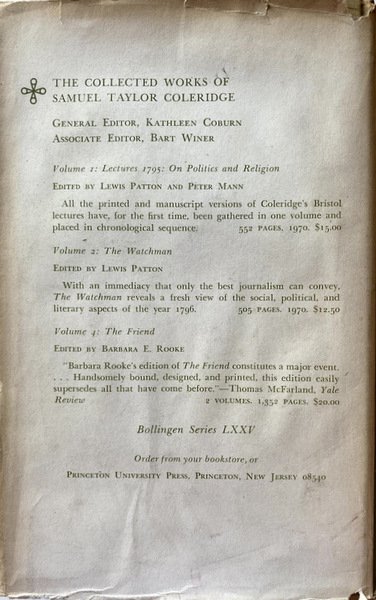 THE COLLECTED WORKS OF
SAMUEL TAYLOR COLERIDGE
GENERAL EDITOR, KATHLEEN COBURN
ASSOCIATE EDITOR, BART WINER
Volume 1: Lectures 1795: On Politics and Religion
EDITED BY LEWIS PATTON AND PETER MANN
All the printed and manuscript versions of Coleridge's Bristol
lectures have, for the first time, been gathered in one volume and
placed in chronological sequence. 552 PAGES. 1970. $15.00
Volume 2: The Watchman
EDITED BY LEWIS PATTON
With an immediacy that only the best journalism can convey,
The Watchman reveals a fresh view of the social, political, and
literary aspects of the year 1796. 505 PAGES. 1970. $12.50
Volume 4: The Friend
EDITED BY BARBARA E. ROOKE
"Barbara Rooke's edition of The Friend constitutes a major event.
. . . Handsomely bound, designed, and printed, this edition easily
supersedes all that have come before."—Thomas McFarland, Yale
Review 2 VOLUMES. 1,352 PAGES. $20.00
Bollingen Series LXXV
Order from your bookstore, or
PRINCETON UNIVERSITY PRESS, PRINCETON, NEW JERSEY 08540